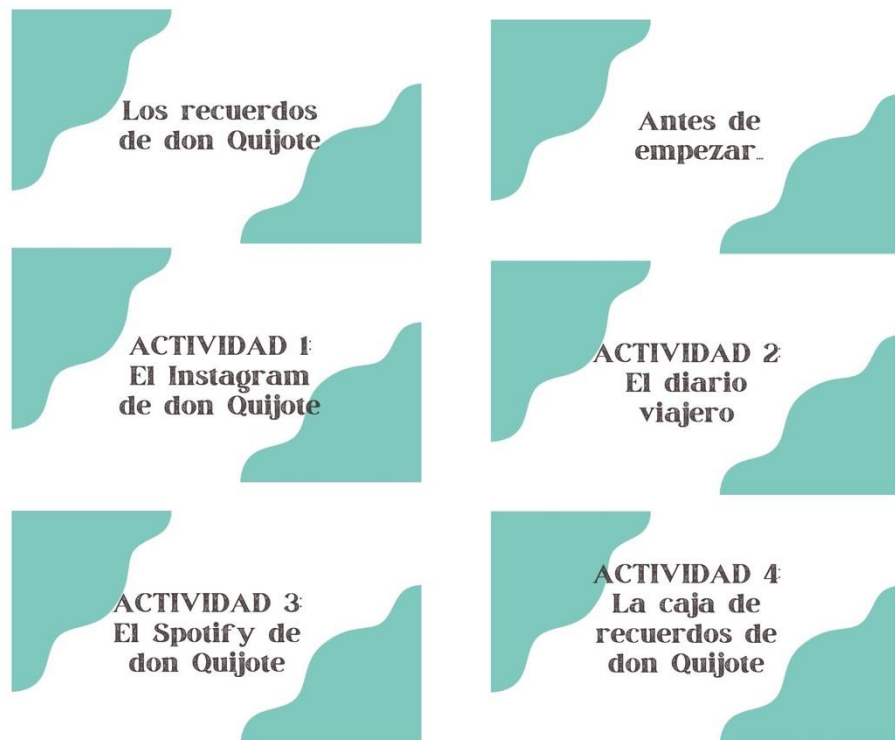 Los recuerdos
de don Quijote
Antes de
empezar...
ACTIVIDAD 1:
El Instagram
de don Quijote
ACTIVIDAD 2:
El diario
viajero
ACTIVIDAD 3:
El Spotify de
don Quijote
ACTIVIDAD 4:
La caja de
recuerdos de
don Quijote